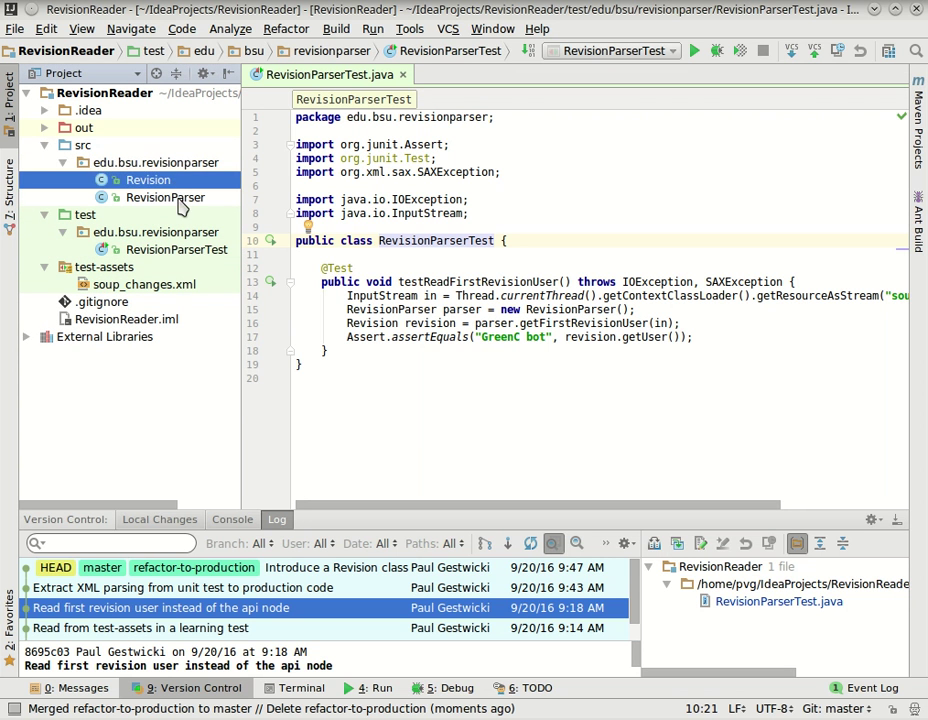 RevisionReader - [~/IdeaProjects/RevisionReader] - [RevisionReader] - ~/IdeaProjects/RevisionReader/test/edu/bsu/revisionparser/RevisionParserTest.java - I...
File Edit View Navigate Code Analyze Refactor Build Run Tools VCS Window Help
RevisionReader test edu bsu revisionparser RevisionParserTest RevisionParserTest VCS VCS
Project
RevisionParserTest.java
1: Project
7: Structure
2: Favorites
Maven Projects
Ant Build
RevisionReader ~/IdeaProjects/
.idea
out
src
edu.bsu.revisionparser
Revision
RevisionParser
test
edu.bsu.revisionparser
RevisionParserTest
test-assets
soup_changes.xml
.gitignore
RevisionReader.iml
External Libraries
RevisionParserTest
1 package edu.bsu.revisionparser;
2
3 import org.junit.Assert;
4 import org.junit.Test;
5 import org.xml.sax.SAXException;
6
7 import java.io.IOException;
8 import java.io.InputStream;
9
10 public class RevisionParserTest {
11
12 @Test
13 public void testReadFirstRevisionUser() throws IOException, SAXException {
14 InputStream in = Thread.currentThread().getContextClassLoader().getResourceAsStream("sou
15 RevisionParser parser = new RevisionParser();
16 Revision revision = parser.getFirstRevisionUser(in);
17 Assert.assertEquals("GreenC bot", revision.getUser());
18 }
19 }
20
Version Control: Local Changes Console Log
Branch: All User: All Date: All Paths: All
HEAD master refactor-to-production Introduce a Revision class Paul Gestwicki 9/20/16 9:47 AM
Extract XML parsing from unit test to production code Paul Gestwicki 9/20/16 9:43 AM
Read first revision user instead of the api node Paul Gestwicki 9/20/16 9:18 AM
Read from test-assets in a learning test Paul Gestwicki 9/20/16 9:14 AM
8695c03 Paul Gestwicki on 9/20/16 at 9:18 AM
Read first revision user instead of the api node
RevisionReader 1 file
/home/pvg/IdeaProjects/RevisionReade
RevisionParserTest.java
0: Messages 9: Version Control Terminal 4: Run 5: Debug 6: TODO 1 Event Log
Merged refactor-to-production to master // Delete refactor-to-production (moments ago) 10:21 LF UTF-8 Git: master